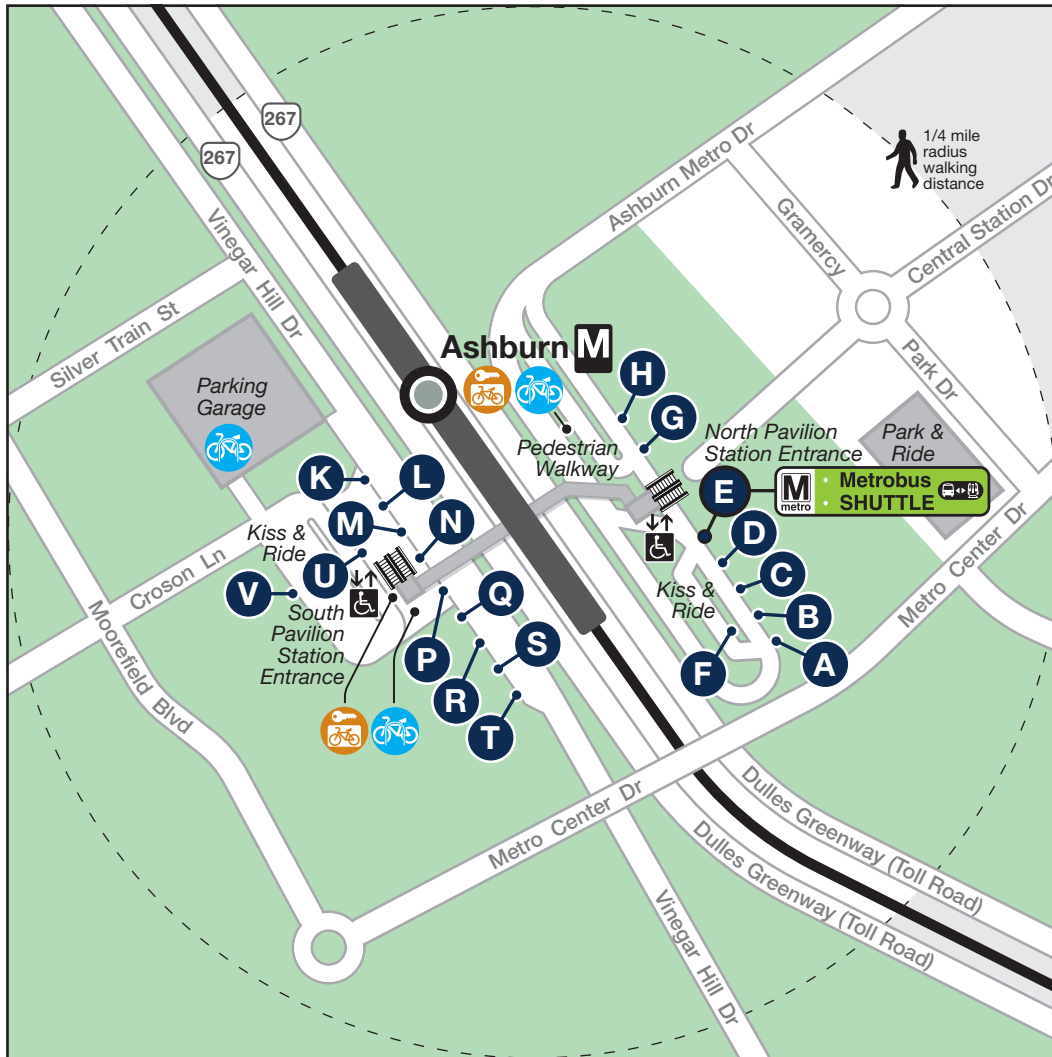 267
267
1/4 mile
radius
walking
distance
Ashburn Metro Dr
Gramercy
Central Station Dr
Park Dr
Vinegar Hill Dr
Silver Train St
Parking
Garage
Ashburn M
Pedestrian
Walkway
H
G
North Pavilion
Station Entrance
Park &
Ride
E
M
metro
· Metrobus
· SHUTTLE
D
C
B
A
F
Kiss &
Ride
Metro Center Dr
K
L
M
N
Kiss &
Ride
U
V
Croson Ln
Moorefield Blvd
South
Pavilion
Station
Entrance
P
Q
R
S
T
Metro Center Dr
Dulles Greenway (Toll Road)
Dulles Greenway (Toll Road)
Vinegar Hill Dr